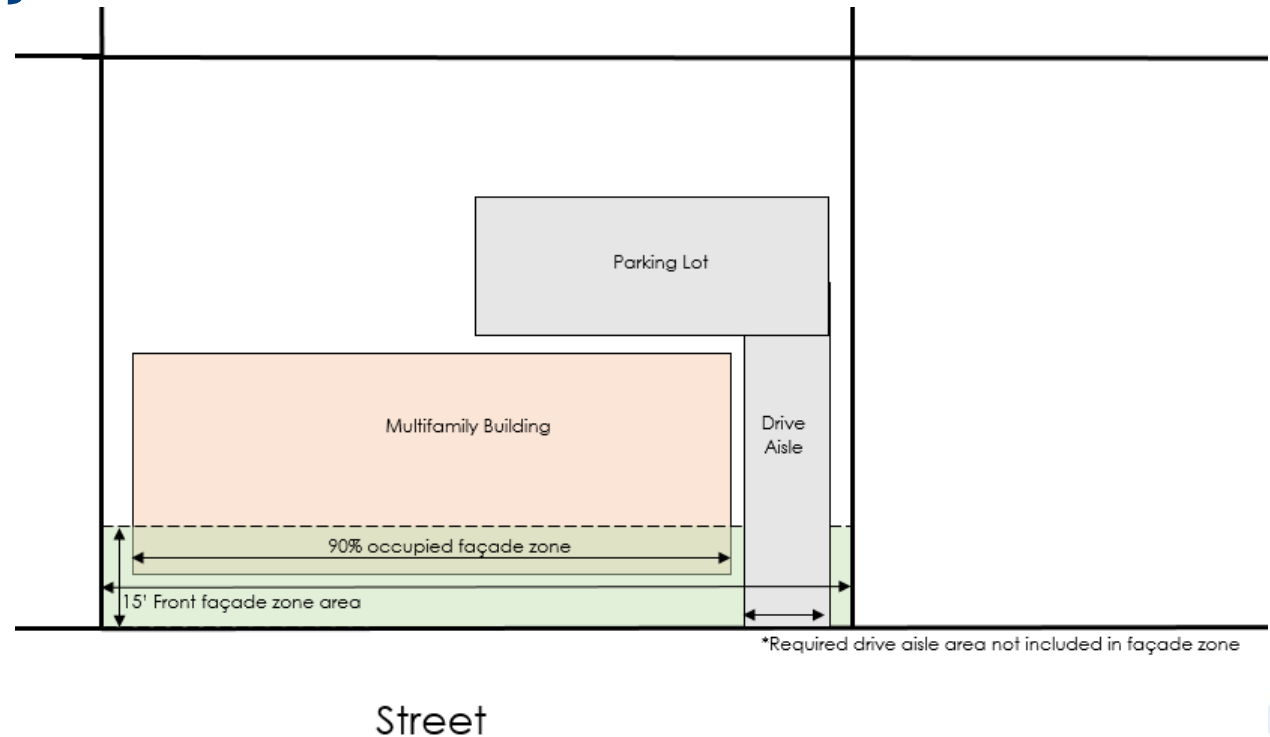 Parking Lot
Multifamily Building
Drive
Aisle
90% occupied façade zone
15' Front façade zone area
*Required drive aisle area not included in façade zone
Street